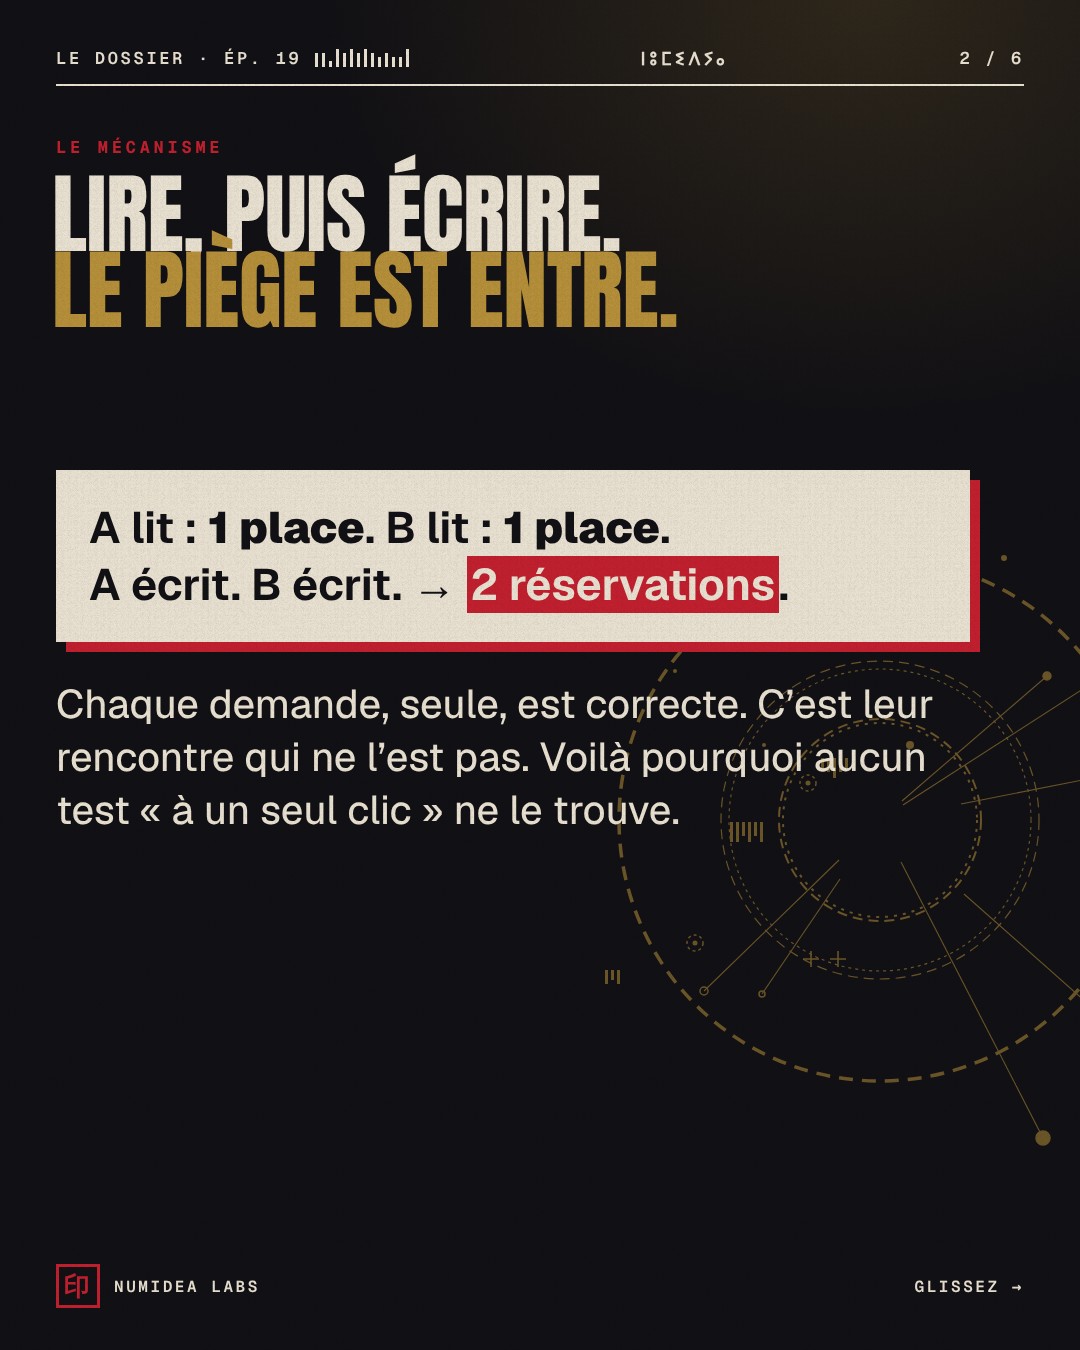 LE DOSSIER · ÉP. 19
ⵏⵓⵎⵉⴷⵢⴰ
2 / 6
LE MÉCANISME
LIRE. PUIS ÉCRIRE.
LE PIÈGE EST ENTRE.
A lit : 1 place. B lit : 1 place.
A écrit. B écrit. → 2 réservations.
Chaque demande, seule, est correcte. C’est leur
rencontre qui ne l’est pas. Voilà pourquoi aucun
test « à un seul clic » ne le trouve.
印 NUMIDEA LABS
GLISSEZ →